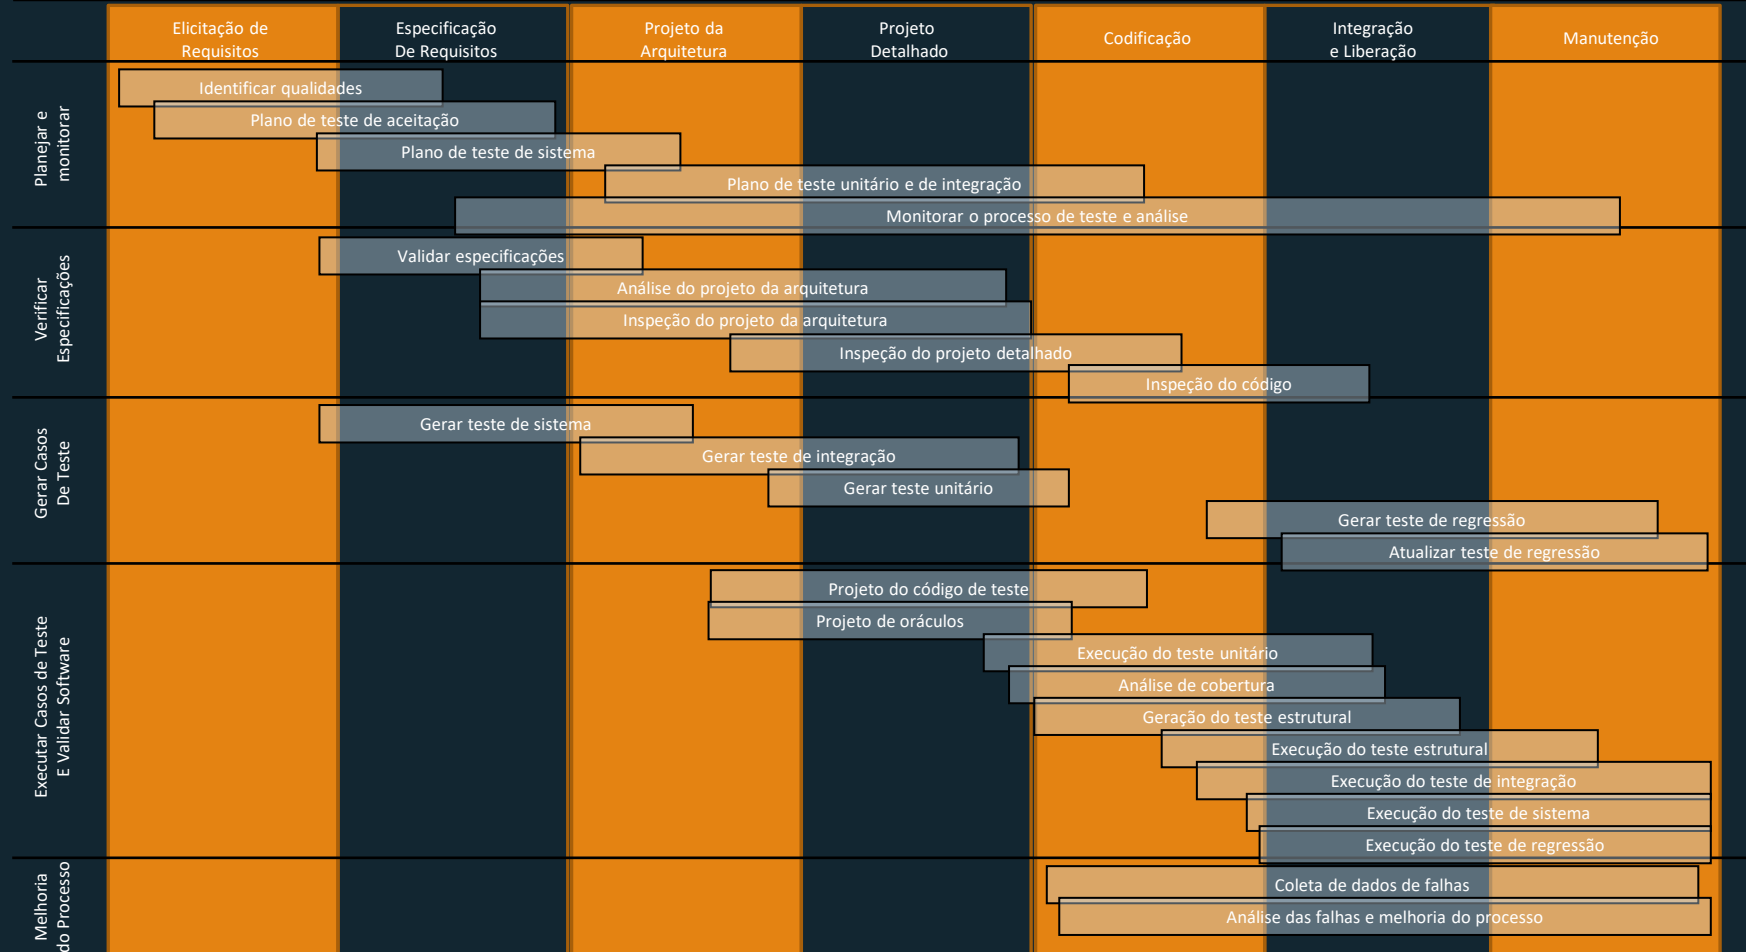 Elicitação de
Requisitos
Especificação
De Requisitos
Projeto da
Arquitetura
Projeto
Detalhado
Codificação
Integração
e Liberação
Manutenção
Planejar e
monitorar
Identificar qualidades
Plano de teste de aceitação
Plano de teste de sistema
Plano de teste unitário e de integração
Monitorar o processo de teste e análise
Verificar
Especificações
Validar especificações
Análise do projeto da arquitetura
Inspeção do projeto da arquitetura
Inspeção do projeto detalhado
Inspeção do código
Gerar Casos
De Teste
Gerar teste de sistema
Gerar teste de integração
Gerar teste unitário
Gerar teste de regressão
Atualizar teste de regressão
Executar Casos de Teste
E Validar Software
Projeto do código de teste
Projeto de oráculos
Execução do teste unitário
Análise de cobertura
Geração do teste estrutural
Execução do teste estrutural
Execução do teste de integração
Execução do teste de sistema
Execução do teste de regressão
Melhoria
do Processo
Coleta de dados de falhas
Análise das falhas e melhoria do processo